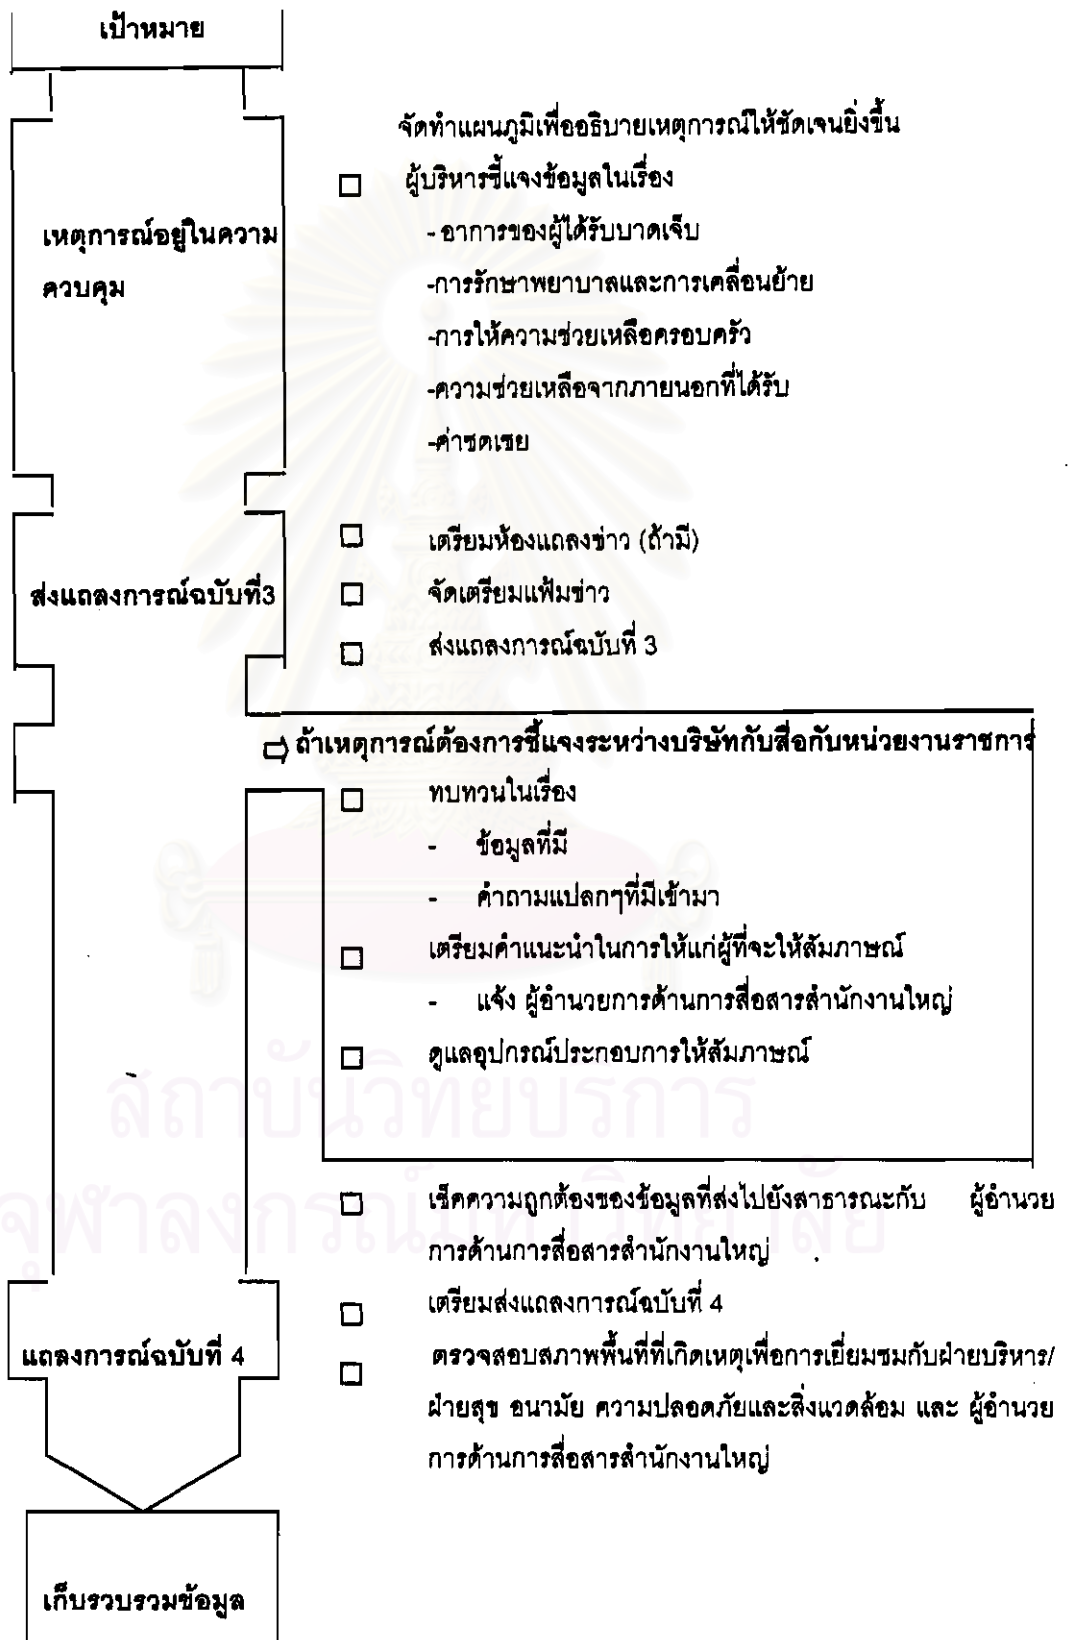 เป้าหมาย
จัดทำแผนภูมิเพื่ออธิบายเหตุการณ์ให้ชัดเจนยิ่งขึ้น
ผู้บริหารชี้แจงข้อมูลในเรื่อง
เหตุการณ์อยู่ในความ
ควบคุม
- อาการของผู้ได้รับบาดเจ็บ
-การรักษาพยาบาลและการเคลื่อนย้าย
-การให้ความช่วยเหลือครอบครัว
-ความช่วยเหลือจากภายนอกที่ได้รับ
-ค่าชดเชย
ส่งแถลงการณ์ฉบับที่3
เตรียมห้องแถลงข่าว (ถ้ามี)
จัดเตรียมแฟ้มข่าว
ส่งแถลงการณ์ฉบับที่ 3
ถ้าเหตุการณ์ต้องการชี้แจงระหว่างบริษัทกับสื่อกับหน่วยงานราชการ
ทบทวนในเรื่อง
- ข้อมูลที่มี
- คำถามแปลกๆที่มีเข้ามา
เตรียมคำแนะนำในการให้แก่ผู้ที่จะให้สัมภาษณ์
- แจ้ง ผู้อำนวยการด้านการสื่อสารสำนักงานใหญ่
ดูแลอุปกรณ์ประกอบการให้สัมภาษณ์
สถาบันวิทยบริการ
จุฬาลงกรณ์มหาวิทยาลัย
เช็คความถูกต้องของข้อมูลที่ส่งไปยังสาธารณะกับ ผู้อำนวย
การด้านการสื่อสารสำนักงานใหญ่
เตรียมส่งแถลงการณ์ฉบับที่ 4
แถลงการณ์ฉบับที่ 4
ตรวจสอบสภาพพื้นที่ที่เกิดเหตุเพื่อการเยี่ยมชมกับฝ่ายบริหาร/
ฝ่ายสุข อนามัย ความปลอดภัยและสิ่งแวดล้อม และ ผู้อำนวย
การด้านการสื่อสารสำนักงานใหญ่
เก็บรวบรวมข้อมูล